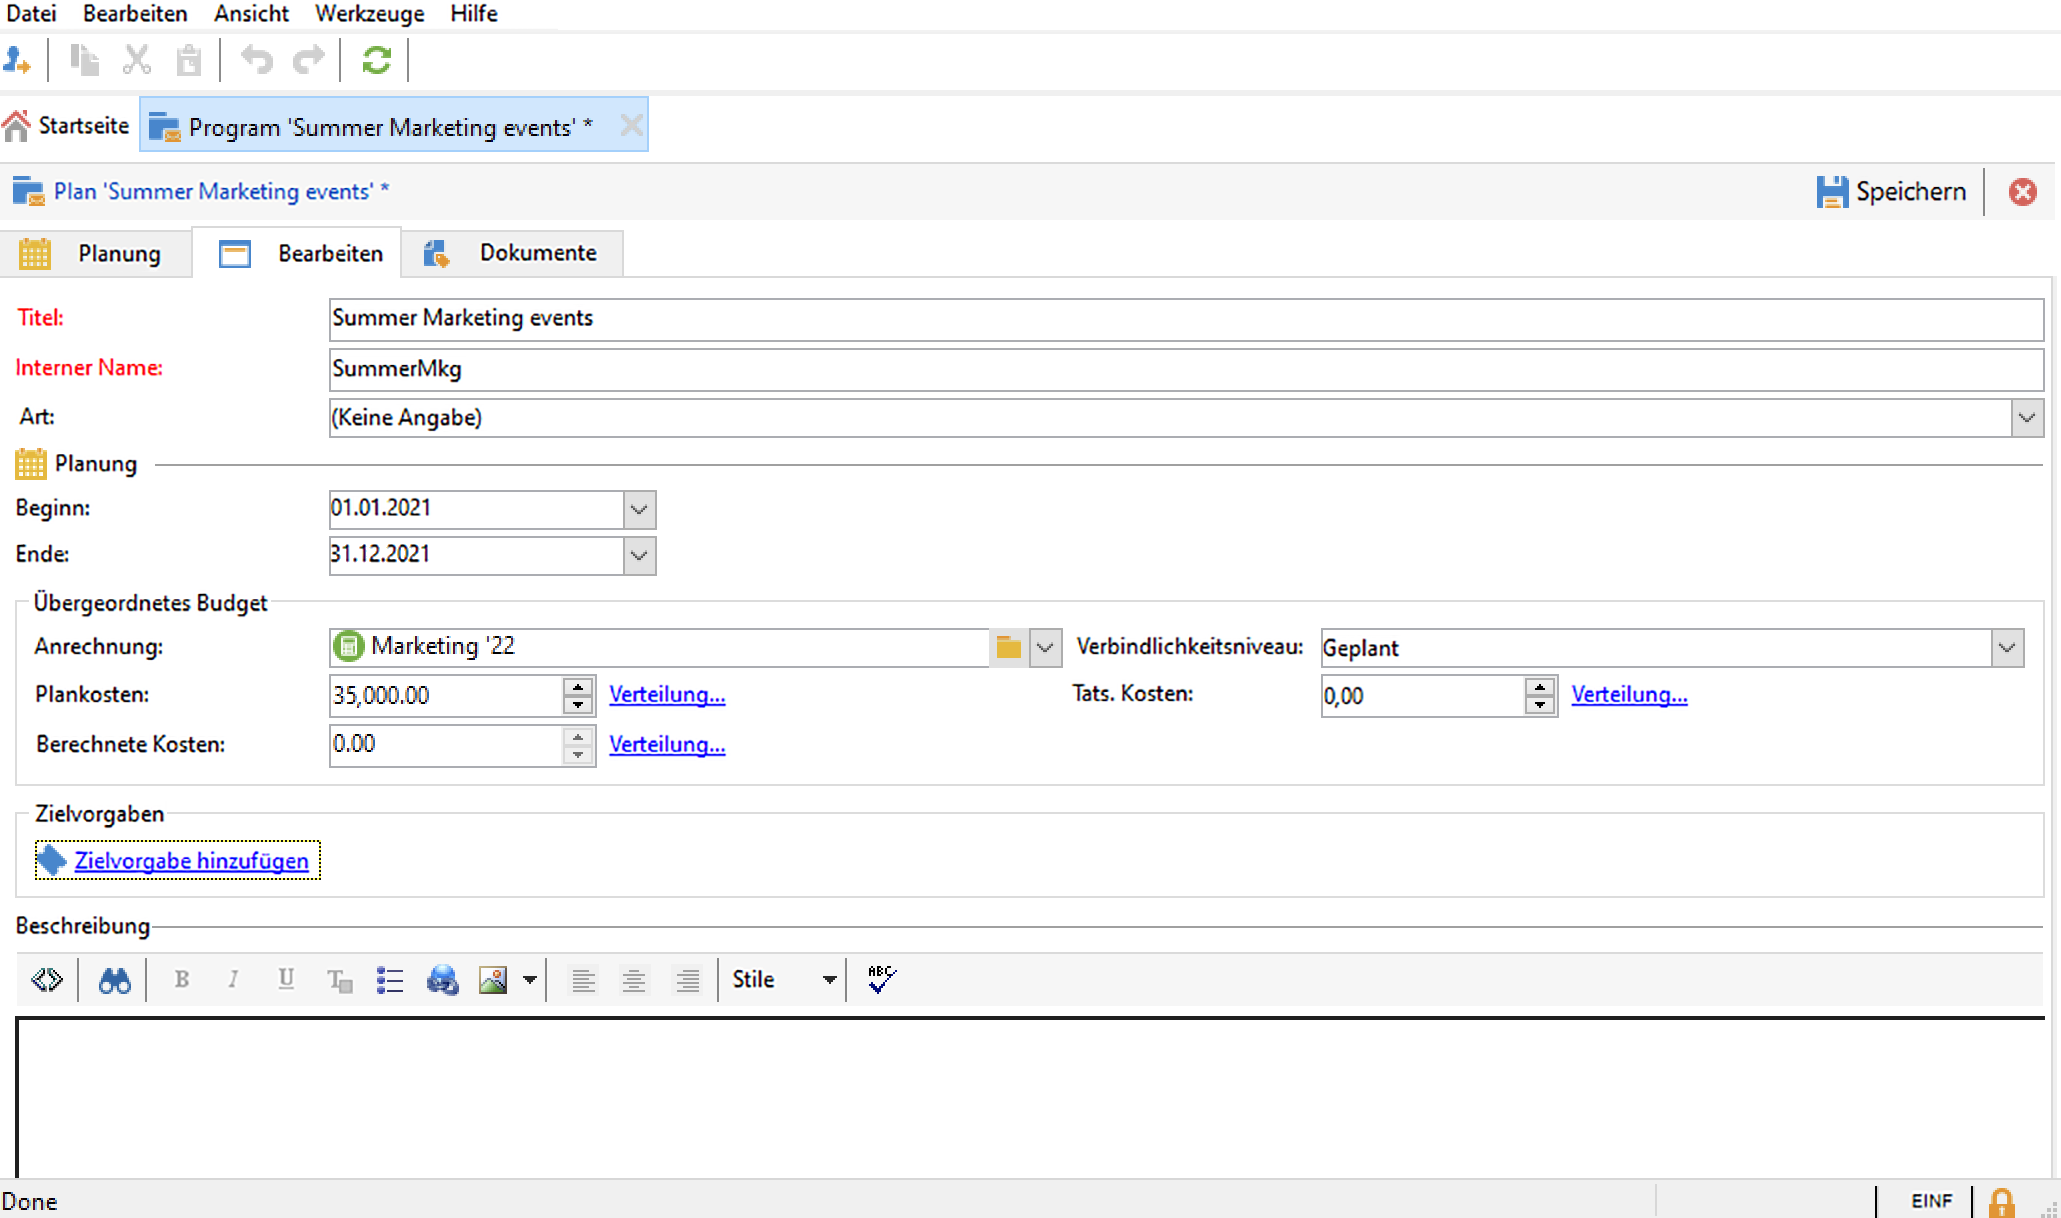 Datei Bearbeiten Ansicht Werkzeuge Hilfe
Startseite Program 'Summer Marketing events' *
Plan 'Summer Marketing events' * Speichern
Planung Bearbeiten Dokumente
Titel: Summer Marketing events
Interner Name: SummerMkg
Art: (Keine Angabe)
Planung
Beginn: 01.01.2021
Ende: 31.12.2021
Übergeordnetes Budget
Anrechnung: Marketing '22 Verbindlichkeitsniveau: Geplant
Plankosten: 35,000.00 Verteilung... Tats. Kosten: 0,00 Verteilung...
Berechnete Kosten: 0.00 Verteilung...
Zielvorgaben
Zielvorgabe hinzufügen
Beschreibung
B I U T Stile ABC
Done EINF